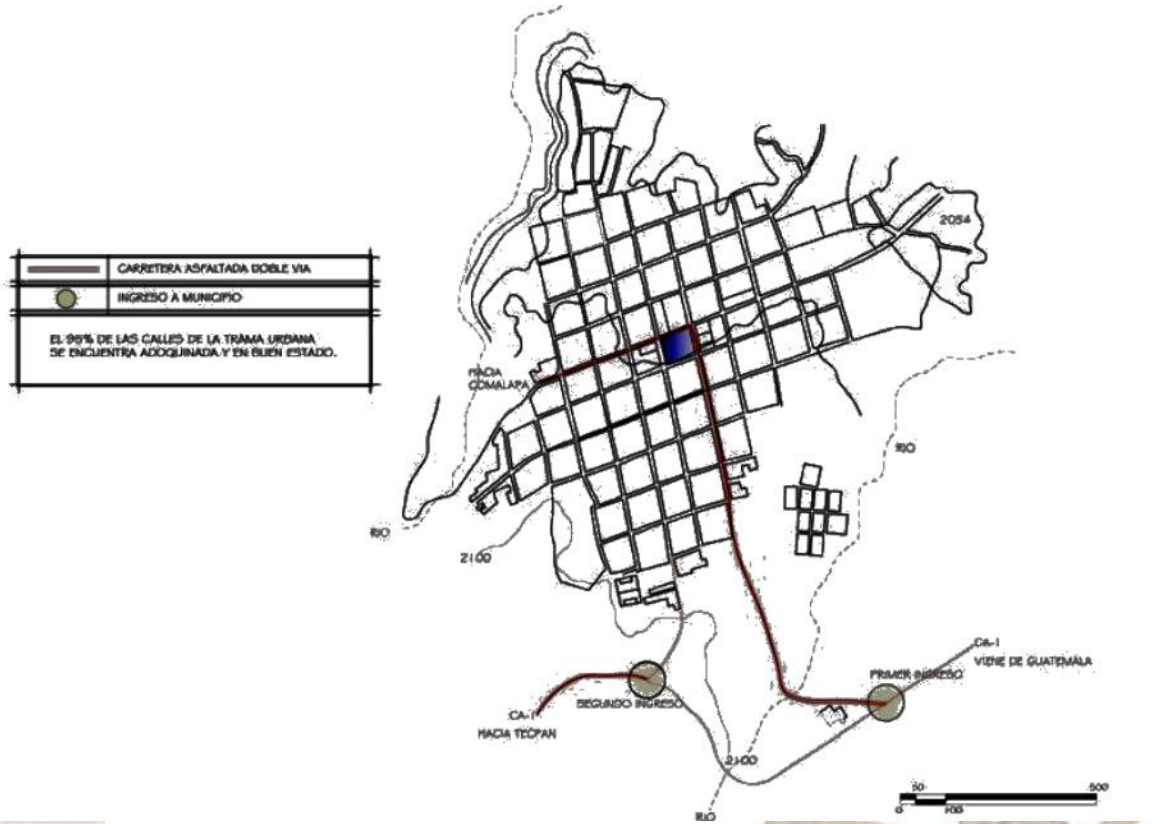 CARRETERA ASFALTADA DOBLE VIA
INGRESO A MUNICIPIO
EL 95% DE LAS CALLES DE LA TRAMA URBANA
SE ENCUENTRA ADOQUINADA Y EN BUEN ESTADO.
2054
HACIA
COMALAPA
RIO
RIO
2100
CA-1
VIENE DE GUATEMALA
PRIMER INGRESO
SEGUNDO INGRESO
CA-1
HACIA TECPAN
2100
RIO
50
500
0
100